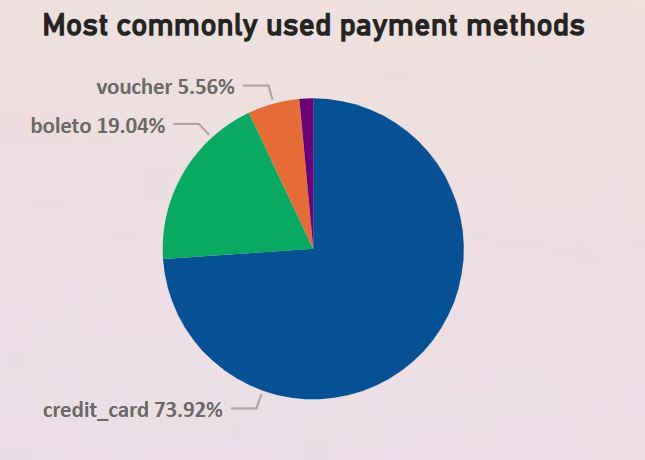 Most commonly used payment methods
voucher 5.56%
boleto 19.04%
credit_card 73.92%